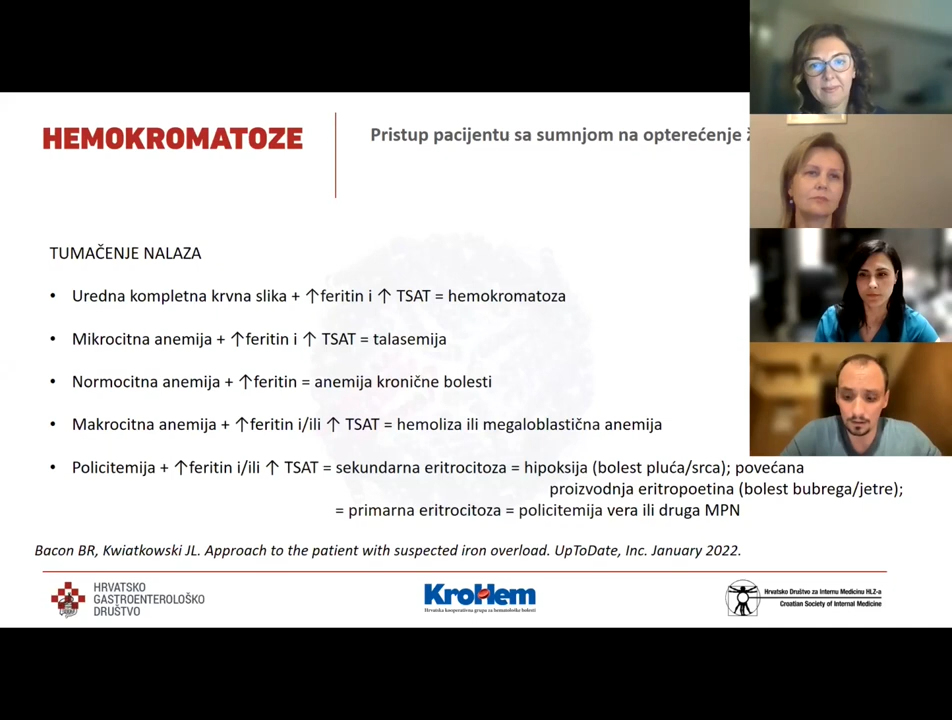 HEMOKROMATOZE
Pristup pacijentu sa sumnjom na opterećenje
TUMAČENJE NALAZA
• Uredna kompletna krvna slika + ↑feritin i ↑ TSAT = hemokromatoza
• Mikrocitna anemija + ↑feritin i ↑ TSAT = talasemija
• Normocitna anemija + ↑feritin = anemija kronične bolesti
• Makrocitna anemija + ↑feritin i/ili ↑ TSAT = hemoliza ili megaloblastična anemija
• Policitemija + ↑feritin i/ili ↑ TSAT = sekundarna eritrocitoza = hipoksija (bolest pluća/srca); povećana
proizvodnja eritropoetina (bolest bubrega/jetre);
= primarna eritrocitoza = policitemija vera ili druga MPN
Bacon BR, Kwiatkowski JL. Approach to the patient with suspected iron overload. UpToDate, Inc. January 2022.
HRVATSKO
GASTROENTEROLOŠKO
DRUŠTVO
KroHem
Hrvatska kooperativna grupa za hematološke bolesti
Hrvatsko Društvo za Internu Medicinu HLZ-a
Croatian Society of Internal Medicine